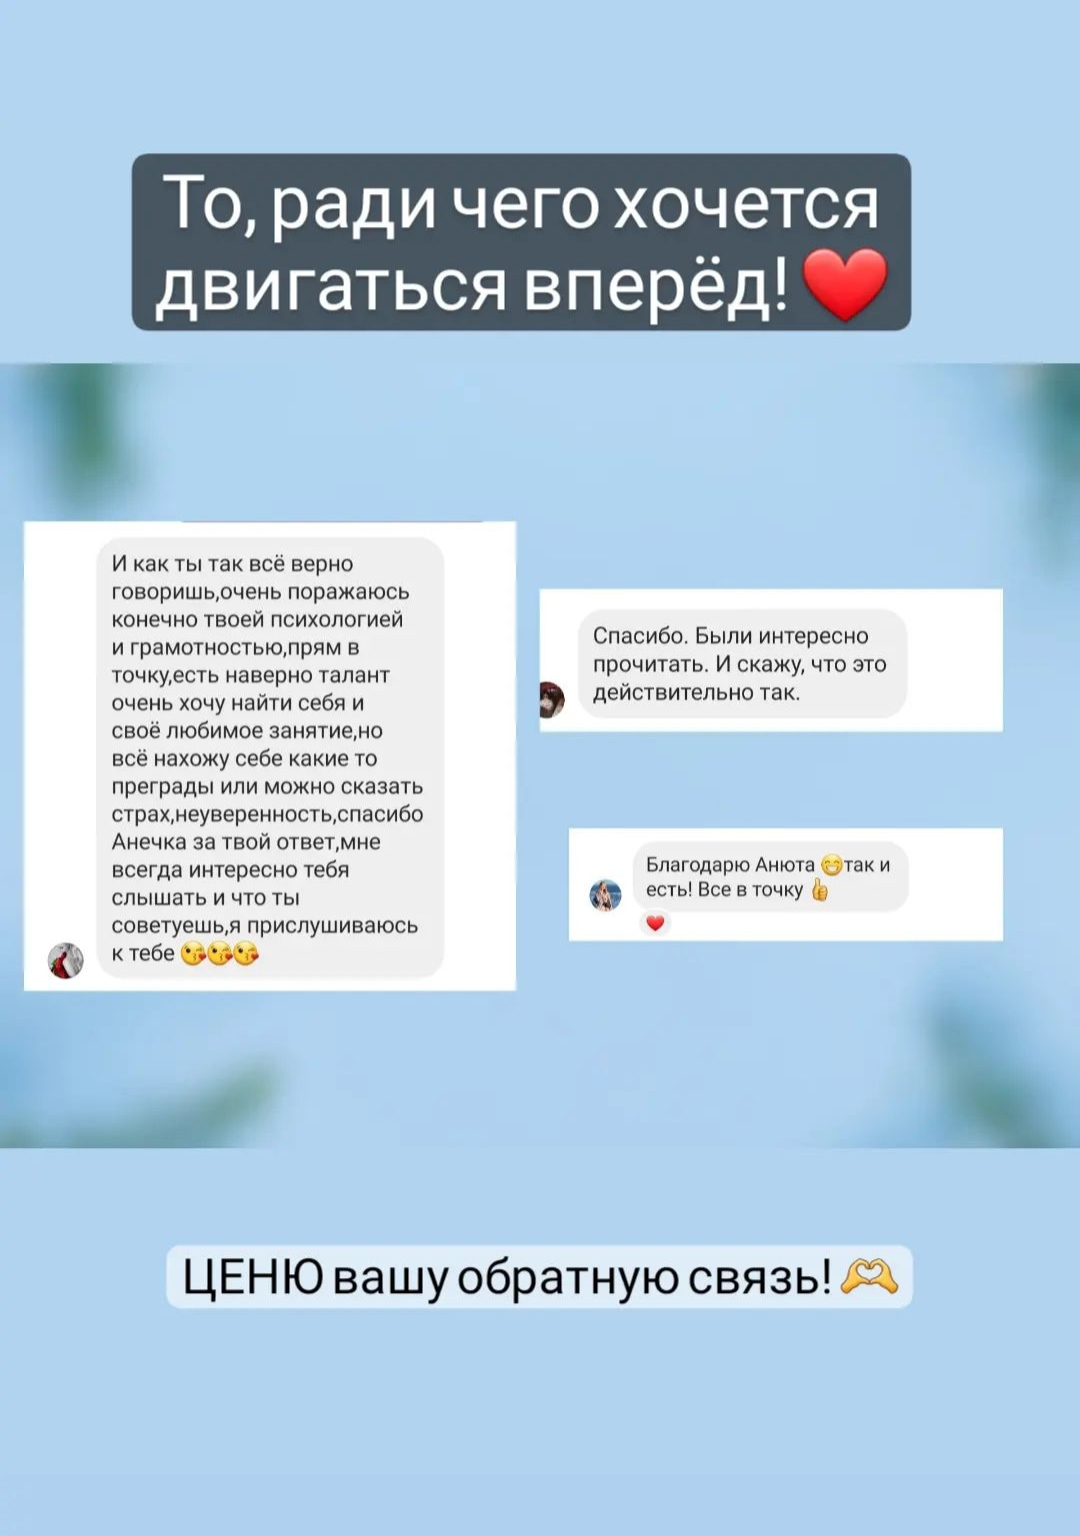 То, ради чего хочется
двигаться вперёд! ❤️
И как ты так всё верно
говоришь,очень поражаюсь
конечно твоей психологией
и грамотностью,прям в
точку,есть наверно талант
очень хочу найти себя и
своё любимое занятие,но
всё нахожу себе какие то
преграды или можно сказать
страх,неуверенность,спасибо
Анечка за твой ответ,мне
всегда интересно тебя
слышать и что ты
советуешь,я прислушиваюсь
к тебе 😘😘😘
Спасибо. Были интересно
прочитать. И скажу, что это
действительно так.
Благодарю Анюта 😁так и
есть! Все в точку 👍
❤️
ЦЕНЮ вашу обратную связь! 🫶